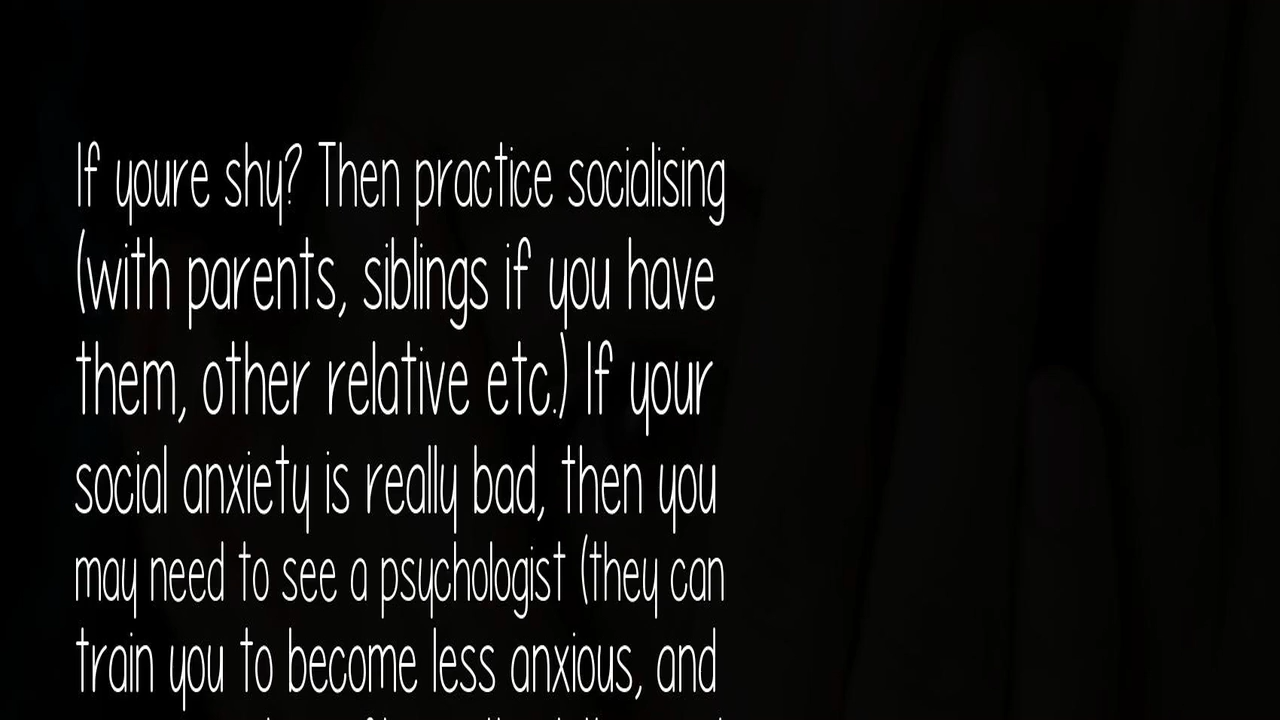 If youre shy? Then practice socialising
(with parents, siblings if you have
them, other relative etc.) If your
social anxiety is really bad, then you
may need to see a psychologist (they can
train you to become less anxious, and